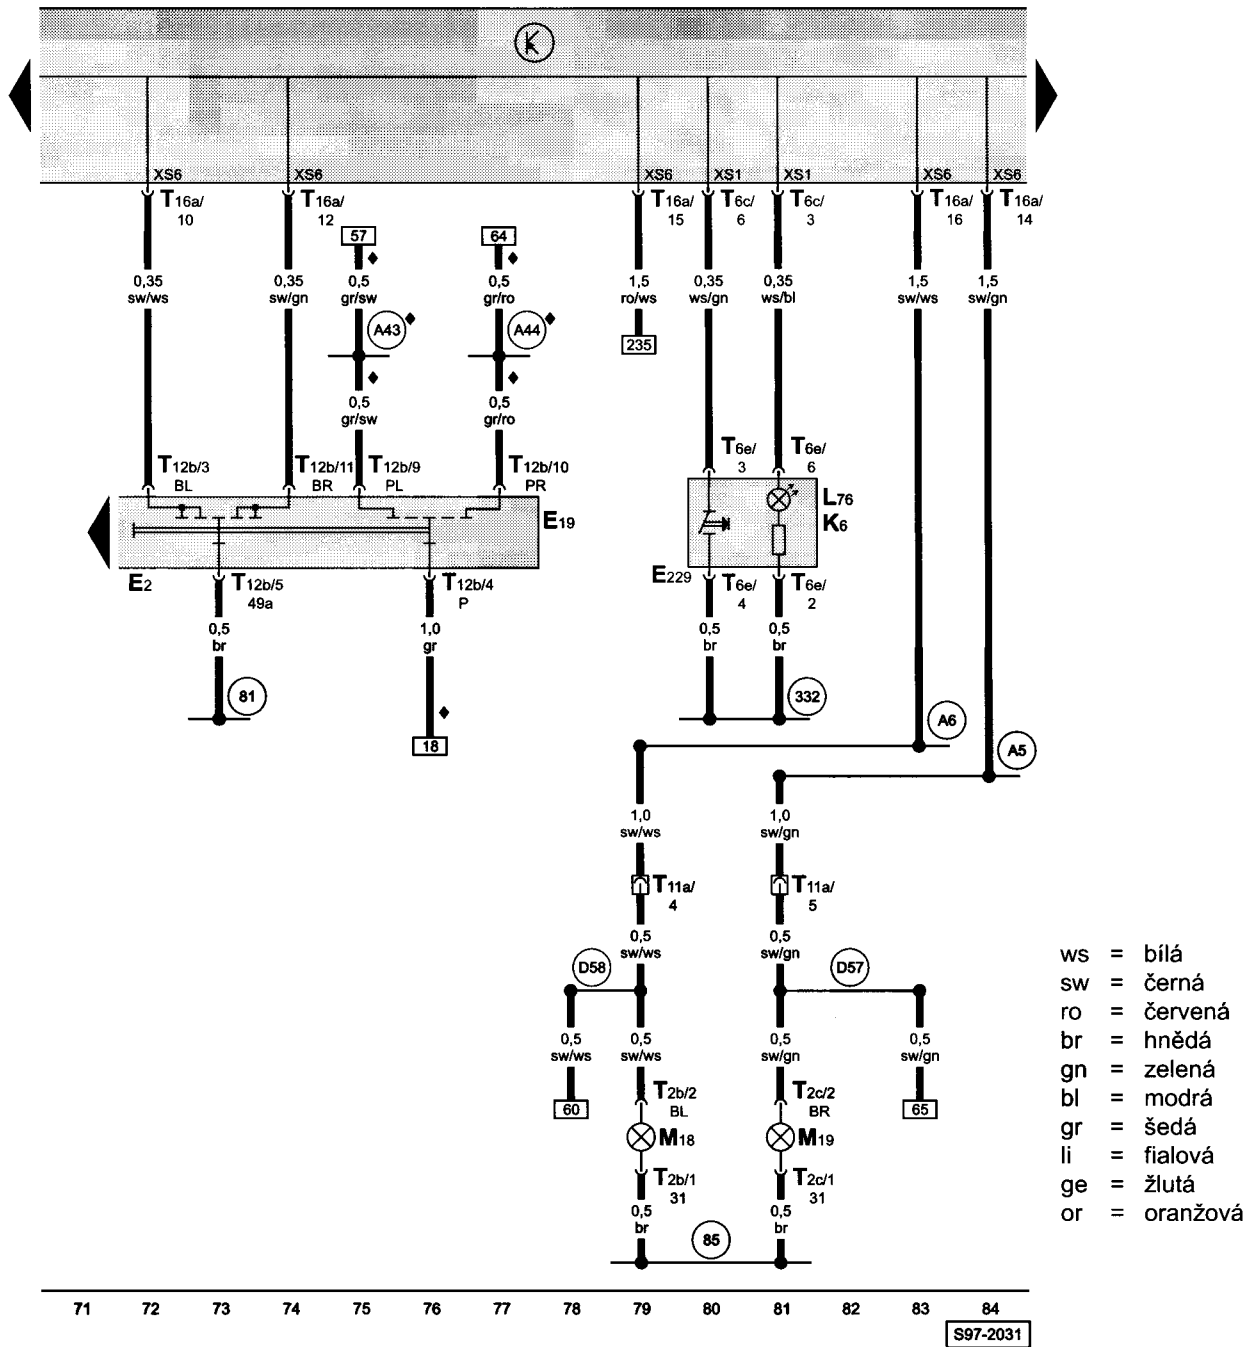 XS6 XS6 XS6 XS1 XS1 XS6 XS6
T16a/ T16a/ T16a/ T6c/ T6c/ T16a/ T16a/
10 12 15 6 3 16 14
57 64
0,35 0,35 0,5 0,5 1,5 0,35 0,35 1,5 1,5
sw/ws sw/gn gr/sw gr/ro ro/ws ws/gn ws/bl sw/ws sw/gn
A43 A44
235
0,5 0,5
gr/sw gr/ro
T6e/ T6e/
3 6
T12b/3 T12b/11 T12b/9 T12b/10
BL BR PL PR
L76
E19 K6
E2 T12b/5 T12b/4 E229 T6e/ T6e/
49a P 4 2
0,5 1,0 0,5 0,5
br gr br br
81 332
A6
18 A5
1,0 1,0
sw/ws sw/gn
T11a/ T11a/
4 5
0,5 0,5
sw/ws sw/gn
D58 D57
0,5 0,5 0,5 0,5
sw/ws sw/ws sw/gn sw/gn
T2b/2 T2c/2
60 BL BR 65
M18 M19
T2b/1 T2c/1
31 31
0,5 0,5
br br
85
ws = bílá
sw = černá
ro = červená
br = hnědá
gn = zelená
bl = modrá
gr = šedá
li = fialová
ge = žlutá
or = oranžová
71 72 73 74 75 76 77 78 79 80 81 82 83 84
S97-2031